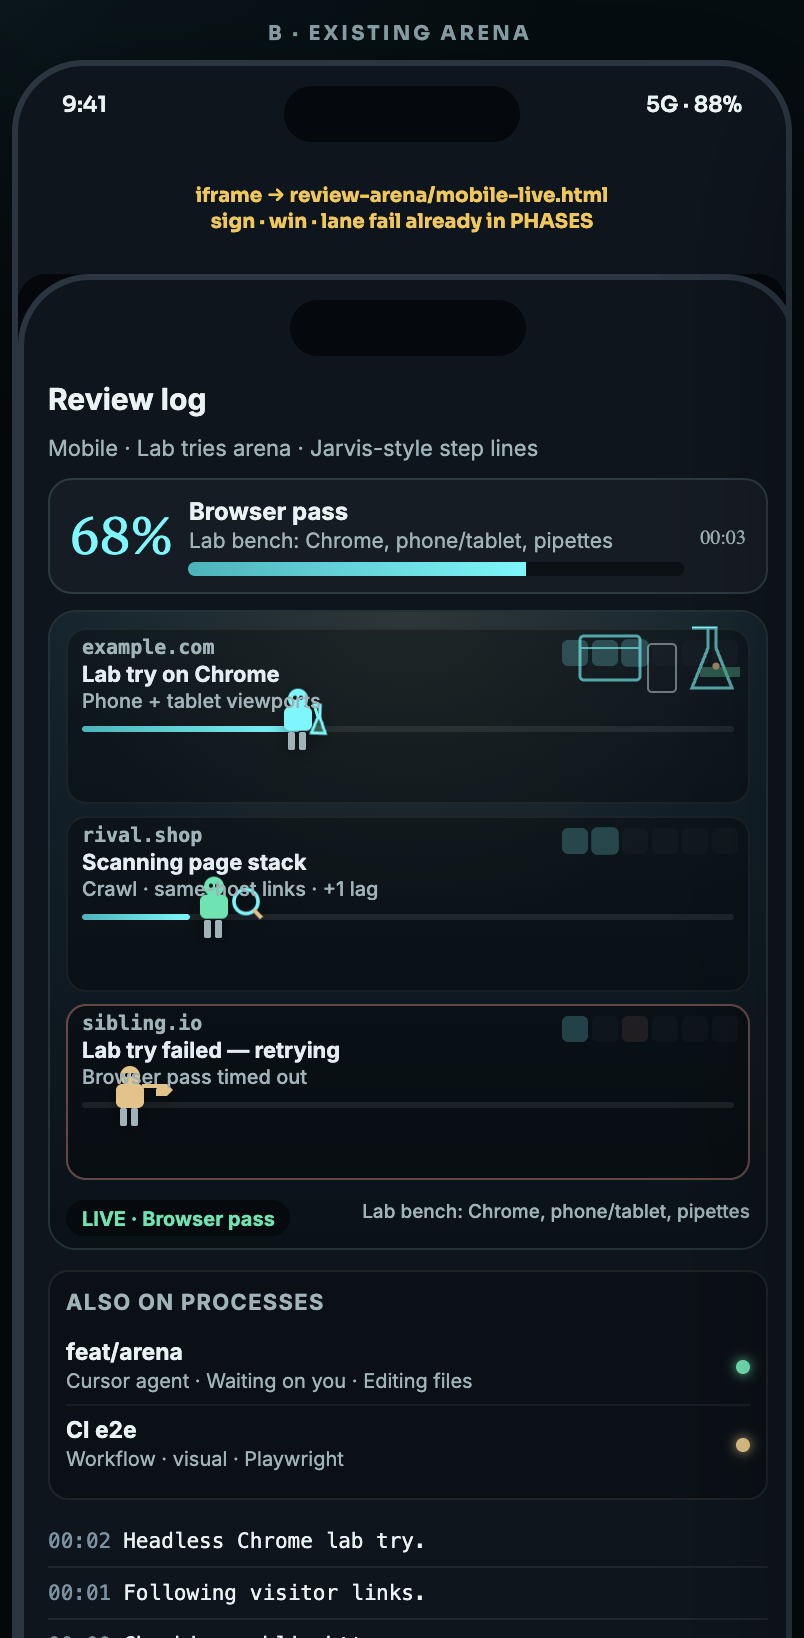 B · EXISTING ARENA
9:41
5G · 88%
iframe → review-arena/mobile-live.html
sign · win · lane fail already in PHASES
Review log
Mobile · Lab tries arena · Jarvis-style step lines
68%
Browser pass
Lab bench: Chrome, phone/tablet, pipettes
00:03
example.com
Lab try on Chrome
Phone + tablet viewports
rival.shop
Scanning page stack
Crawl · same-host links · +1 lag
sibling.io
Lab try failed — retrying
Browser pass timed out
LIVE · Browser pass
Lab bench: Chrome, phone/tablet, pipettes
ALSO ON PROCESSES
feat/arena
Cursor agent · Waiting on you · Editing files
CI e2e
Workflow · visual · Playwright
00:02 Headless Chrome lab try.
00:01 Following visitor links.